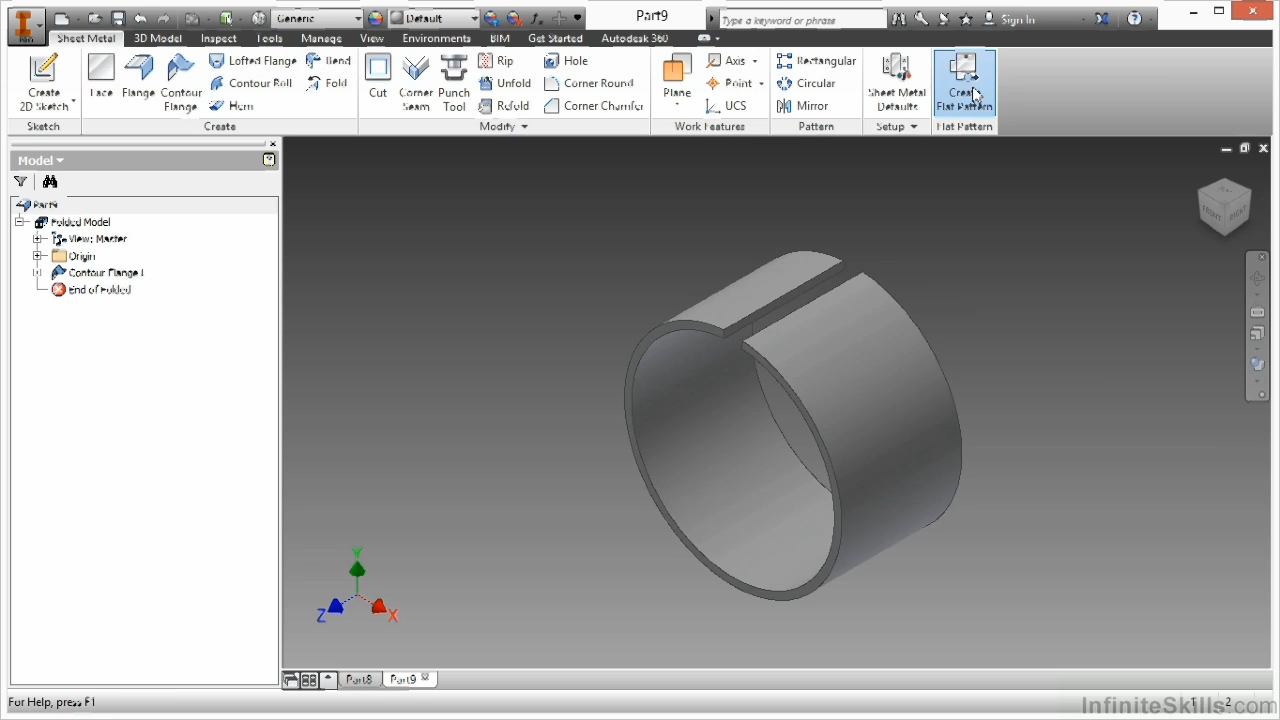 Generic
Default
Part9
Type a keyword or phrase
Sign In
Sheet Metal
3D Model
Inspect
Tools
Manage
View
Environments
BIM
Get Started
Autodesk 360
Create
2D Sketch
Face
Flange
Contour
Flange
Lofted Flange
Contour Roll
Hem
Bend
Fold
Cut
Corner
Seam
Punch
Tool
Rip
Unfold
Refold
Hole
Corner Round
Corner Chamfer
Plane
Axis
Point
UCS
Rectangular
Circular
Mirror
Sheet Metal
Defaults
Create
Flat Pattern
Sketch
Create
Modify
Work Features
Pattern
Setup
Flat Pattern
Model
Part9
Folded Model
View: Master
Origin
Contour Flange1
End of Folded
FRONT
RIGHT
Y
Z
X
Part8
Part9
For Help, press F1
1
2
InfiniteSkills.com